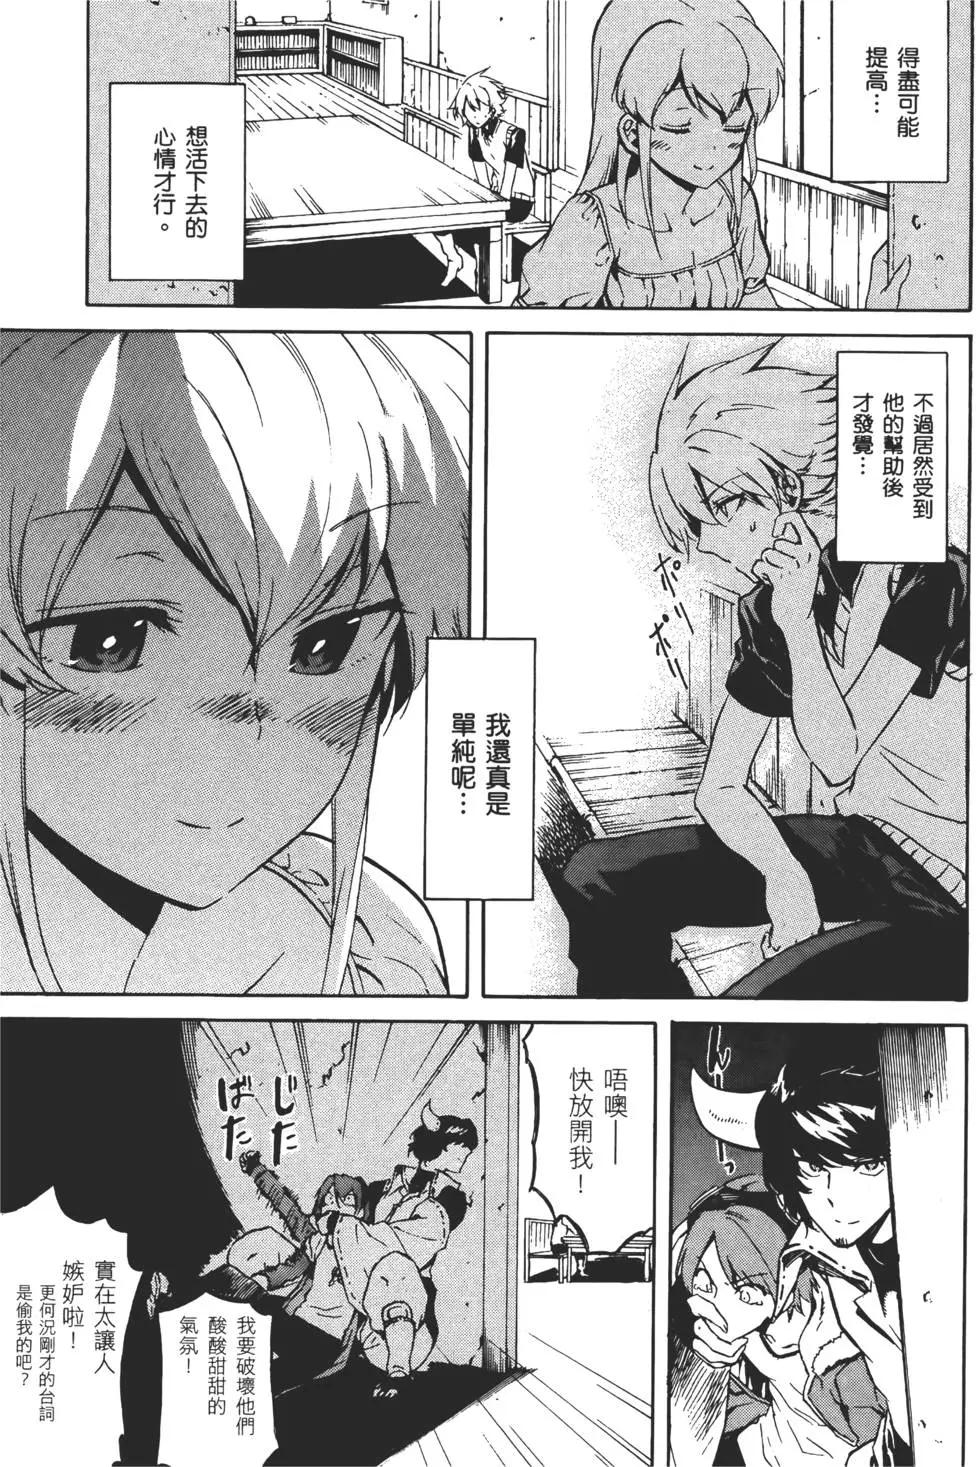 得盡可能
提高…
想活下去的
心情才行。
不過居然受到
他的幫助後
才發覺…
ポリ
ポリ
我還真是
單純呢…
唔噢──
快放開我！
じた
ばた
我要破壞他們
酸酸甜甜的
氣氛！
實在太讓人
嫉妒啦！
更何況剛才的台詞
是偷我的吧？